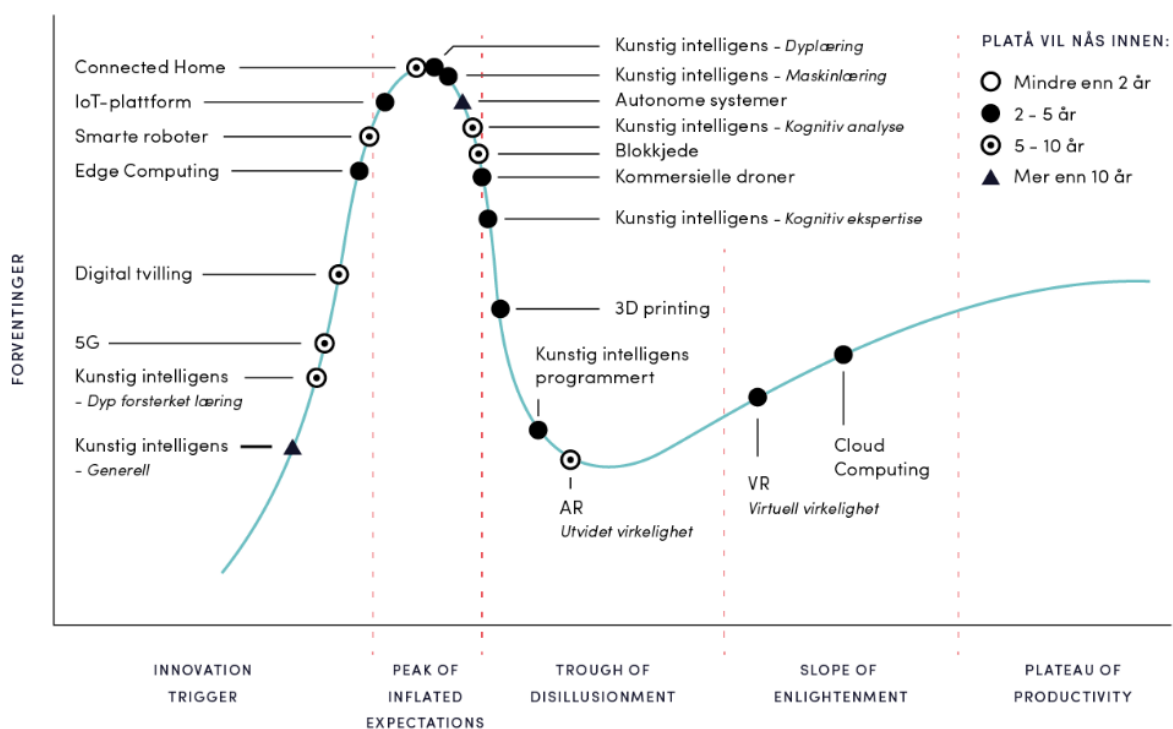 Connected Home
IoT-plattform
Smarte roboter
Edge Computing
Digital tvilling
5G
Kunstig intelligens
- Dyp forsterket læring
Kunstig intelligens
- Generell
Kunstig intelligens - Dyplæring
Kunstig intelligens - Maskinlæring
Autonome systemer
Kunstig intelligens - Kognitiv analyse
Blokkjede
Kommersielle droner
Kunstig intelligens - Kognitiv ekspertise
3D printing
Kunstig intelligens
programmert
AR
Utvidet virkelighet
VR
Virtuell virkelighet
Cloud
Computing
PLATÅ VIL NÅS INNEN:
Mindre enn 2 år
2 - 5 år
5 - 10 år
Mer enn 10 år
FORVENTINGER
INNOVATION
TRIGGER
PEAK OF
INFLATED
EXPECTATIONS
TROUGH OF
DISILLUSIONMENT
SLOPE OF
ENLIGHTENMENT
PLATEAU OF
PRODUCTIVITY